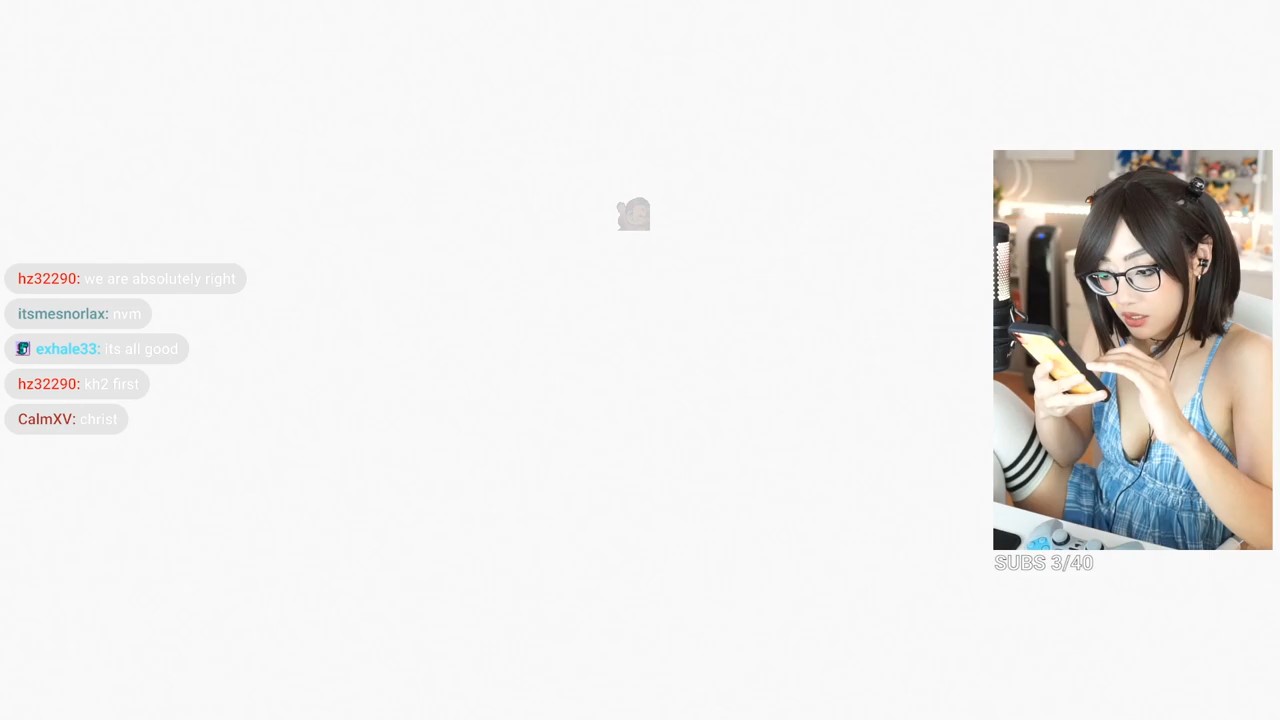 hz32290: we are absolutely right
itsmesnorlax: nvm
exhale33: its all good
hz32290: kh2 first
CalmXV: christ
SUBS 3/40